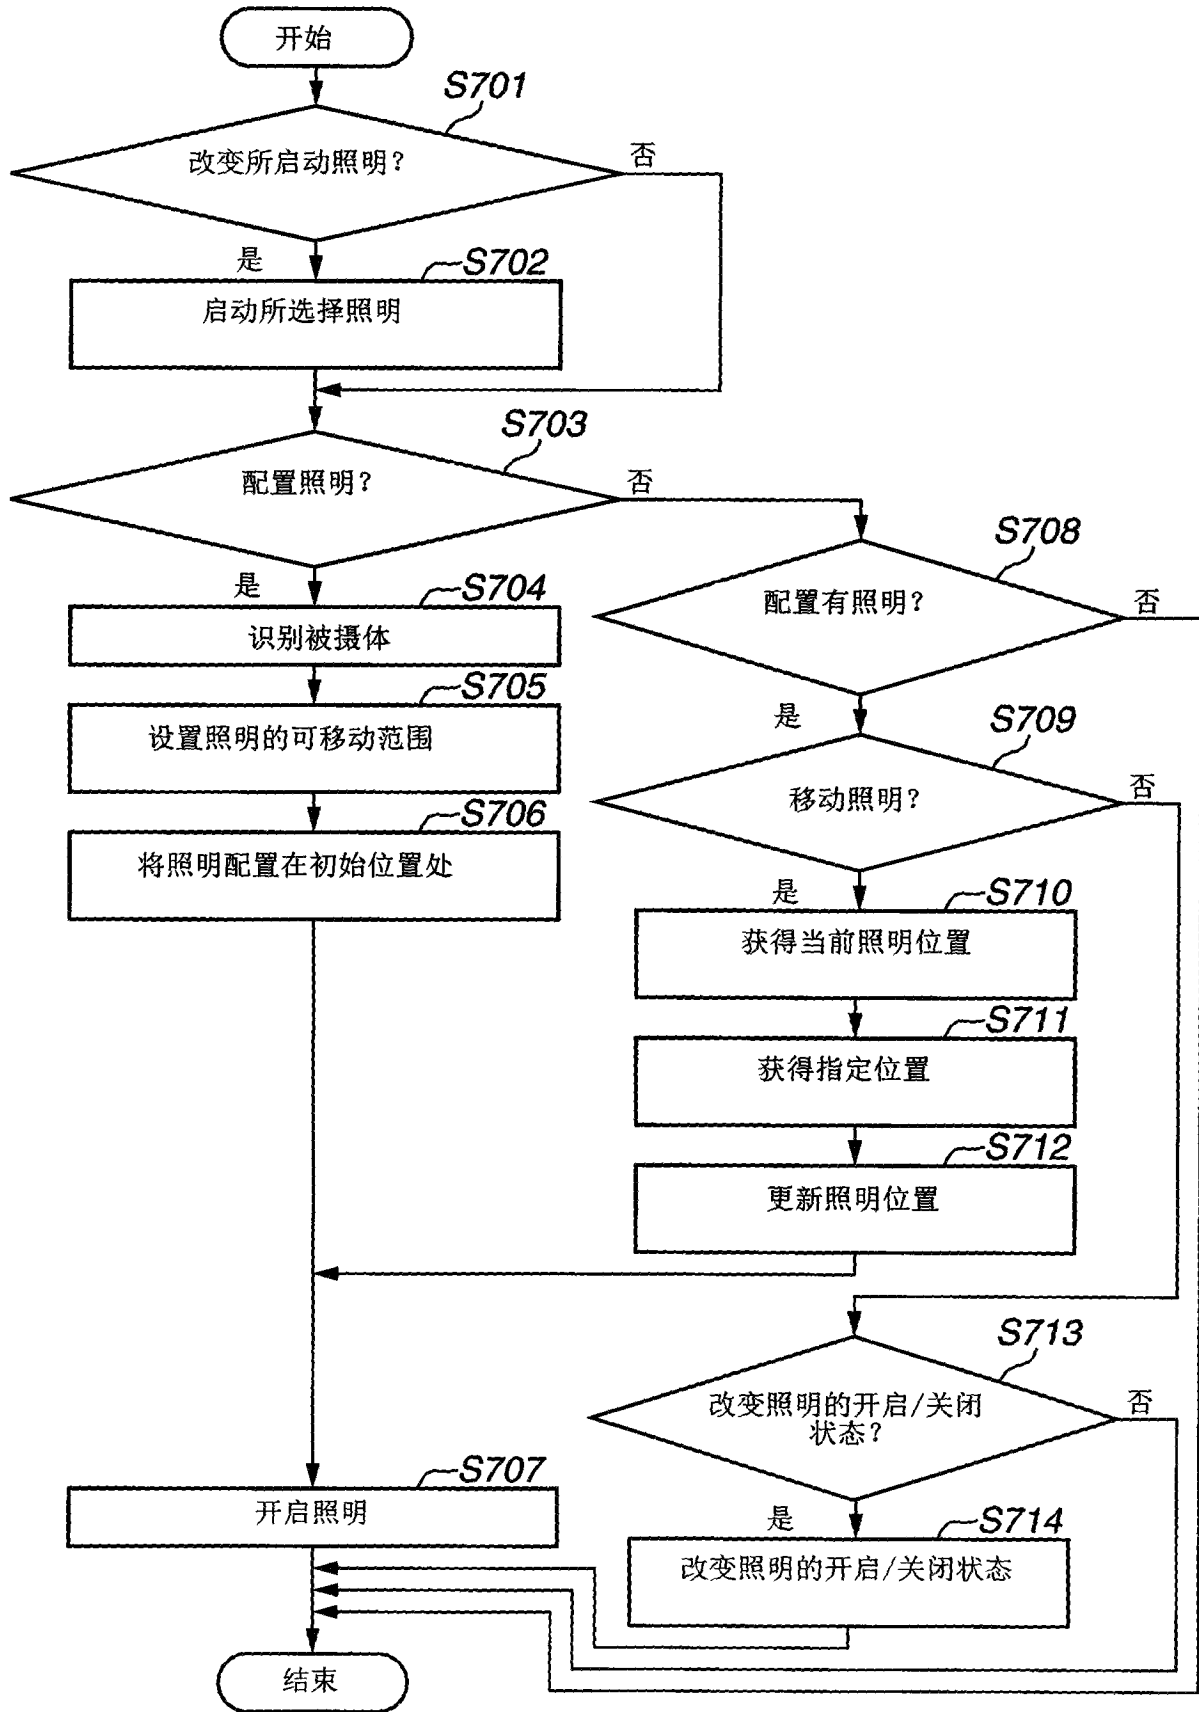 开始
S701
改变所启动照明?
否
是
S702
启动所选择照明
S703
配置照明?
否
是
S704
识别被摄体
S705
设置照明的可移动范围
S706
将照明配置在初始位置处
S708
配置有照明?
否
是
S709
移动照明?
否
是
S710
获得当前照明位置
S711
获得指定位置
S712
更新照明位置
S713
改变照明的开启/关闭
状态?
否
是
S714
改变照明的开启/关闭状态
S707
开启照明
结束